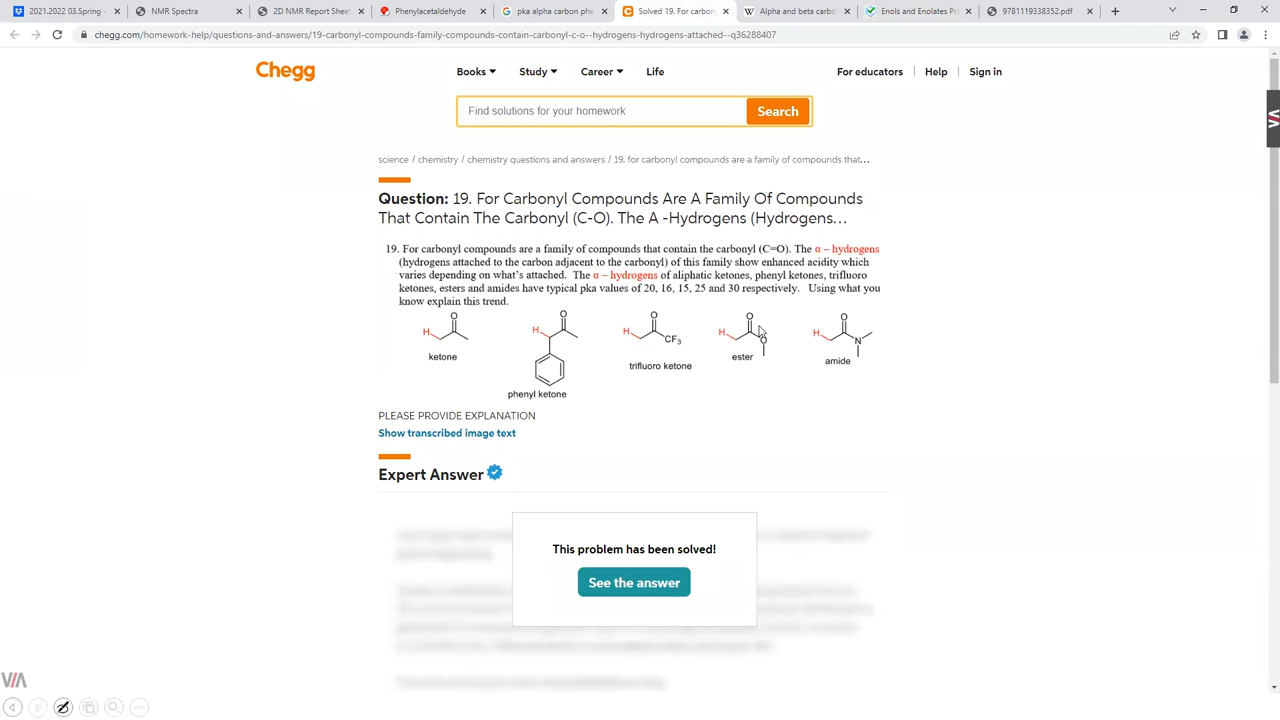 2021.2022 03.Spring -
NMR Spectra
2D NMR Report Sheet
Phenylacetaldehyde
pka alpha carbon phe
Solved 19. For carbon
Alpha and beta carbo
Enols and Enolates Pr
9781119338352.pdf
chegg.com/homework-help/questions-and-answers/19-carbonyl-compounds-family-compounds-contain-carbonyl-c-o--hydrogens-hydrogens-attached--q36288407
Chegg
Books
Study
Career
Life
For educators
Help
Sign in
Find solutions for your homework
Search
science / chemistry / chemistry questions and answers / 19. for carbonyl compounds are a family of compounds that...
Question: 19. For Carbonyl Compounds Are A Family Of Compounds
That Contain The Carbonyl (C-O). The Α -Hydrogens (Hydrogens...
19. For carbonyl compounds are a family of compounds that contain the carbonyl (C=O). The α – hydrogens
(hydrogens attached to the carbon adjacent to the carbonyl) of this family show enhanced acidity which
varies depending on what's attached. The α – hydrogens of aliphatic ketones, phenyl ketones, trifluoro
ketones, esters and amides have typical pka values of 20, 16, 15, 25 and 30 respectively. Using what you
know explain this trend.
O
H
ketone
O
H
phenyl ketone
O
H
CF3
trifluoro ketone
O
H
O
ester
O
H
N
amide
PLEASE PROVIDE EXPLANATION
Show transcribed image text
Expert Answer
This problem has been solved!
See the answer
VIA